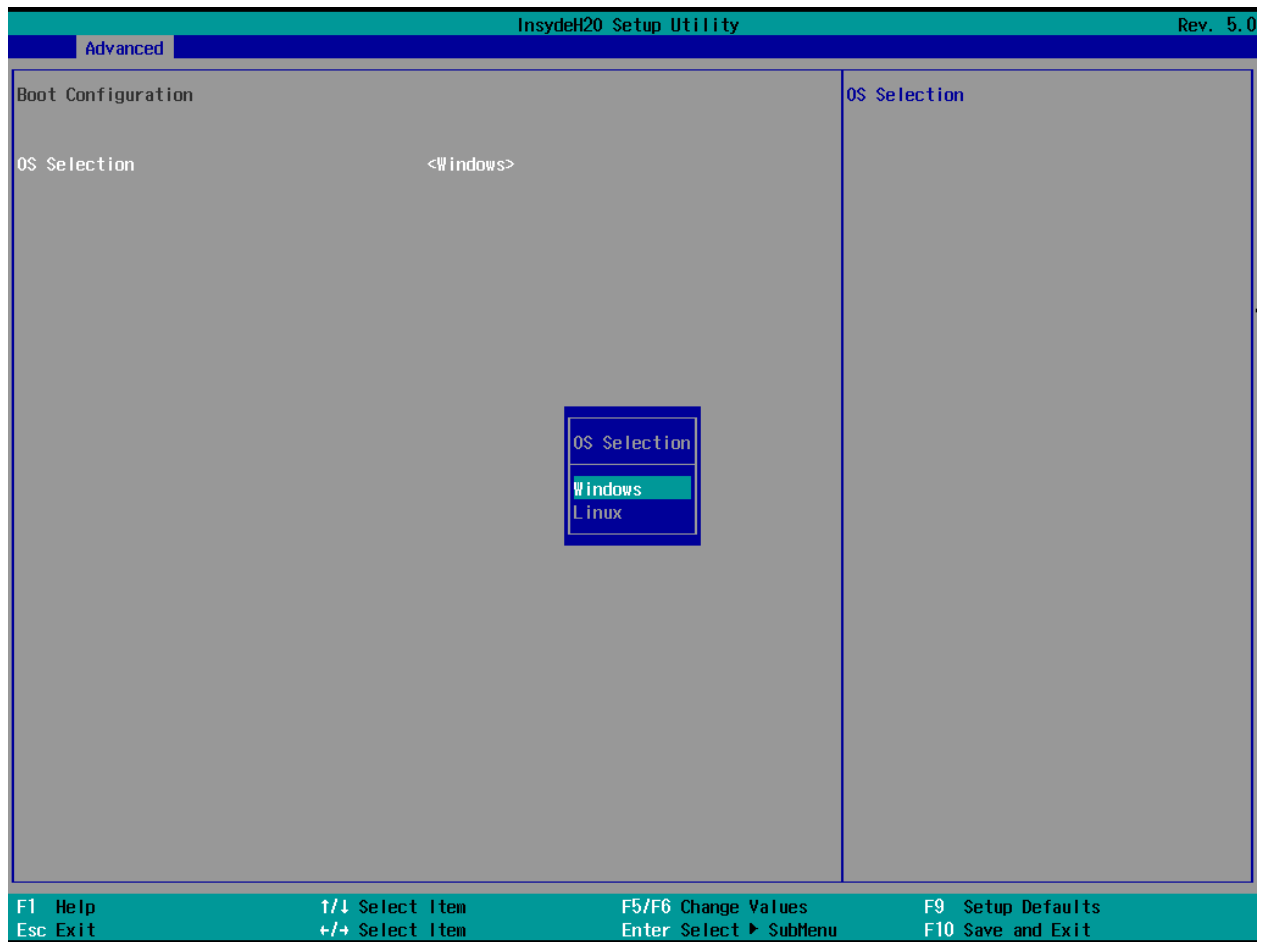 InsydeH20 Setup Utility Rev. 5.0
Advanced
Boot Configuration
OS Selection
OS Selection <Windows>
OS Selection
Windows
Linux
F1 Help ↑/↓ Select Item F5/F6 Change Values F9 Setup Defaults
Esc Exit ←/→ Select Item Enter Select ▶ SubMenu F10 Save and Exit